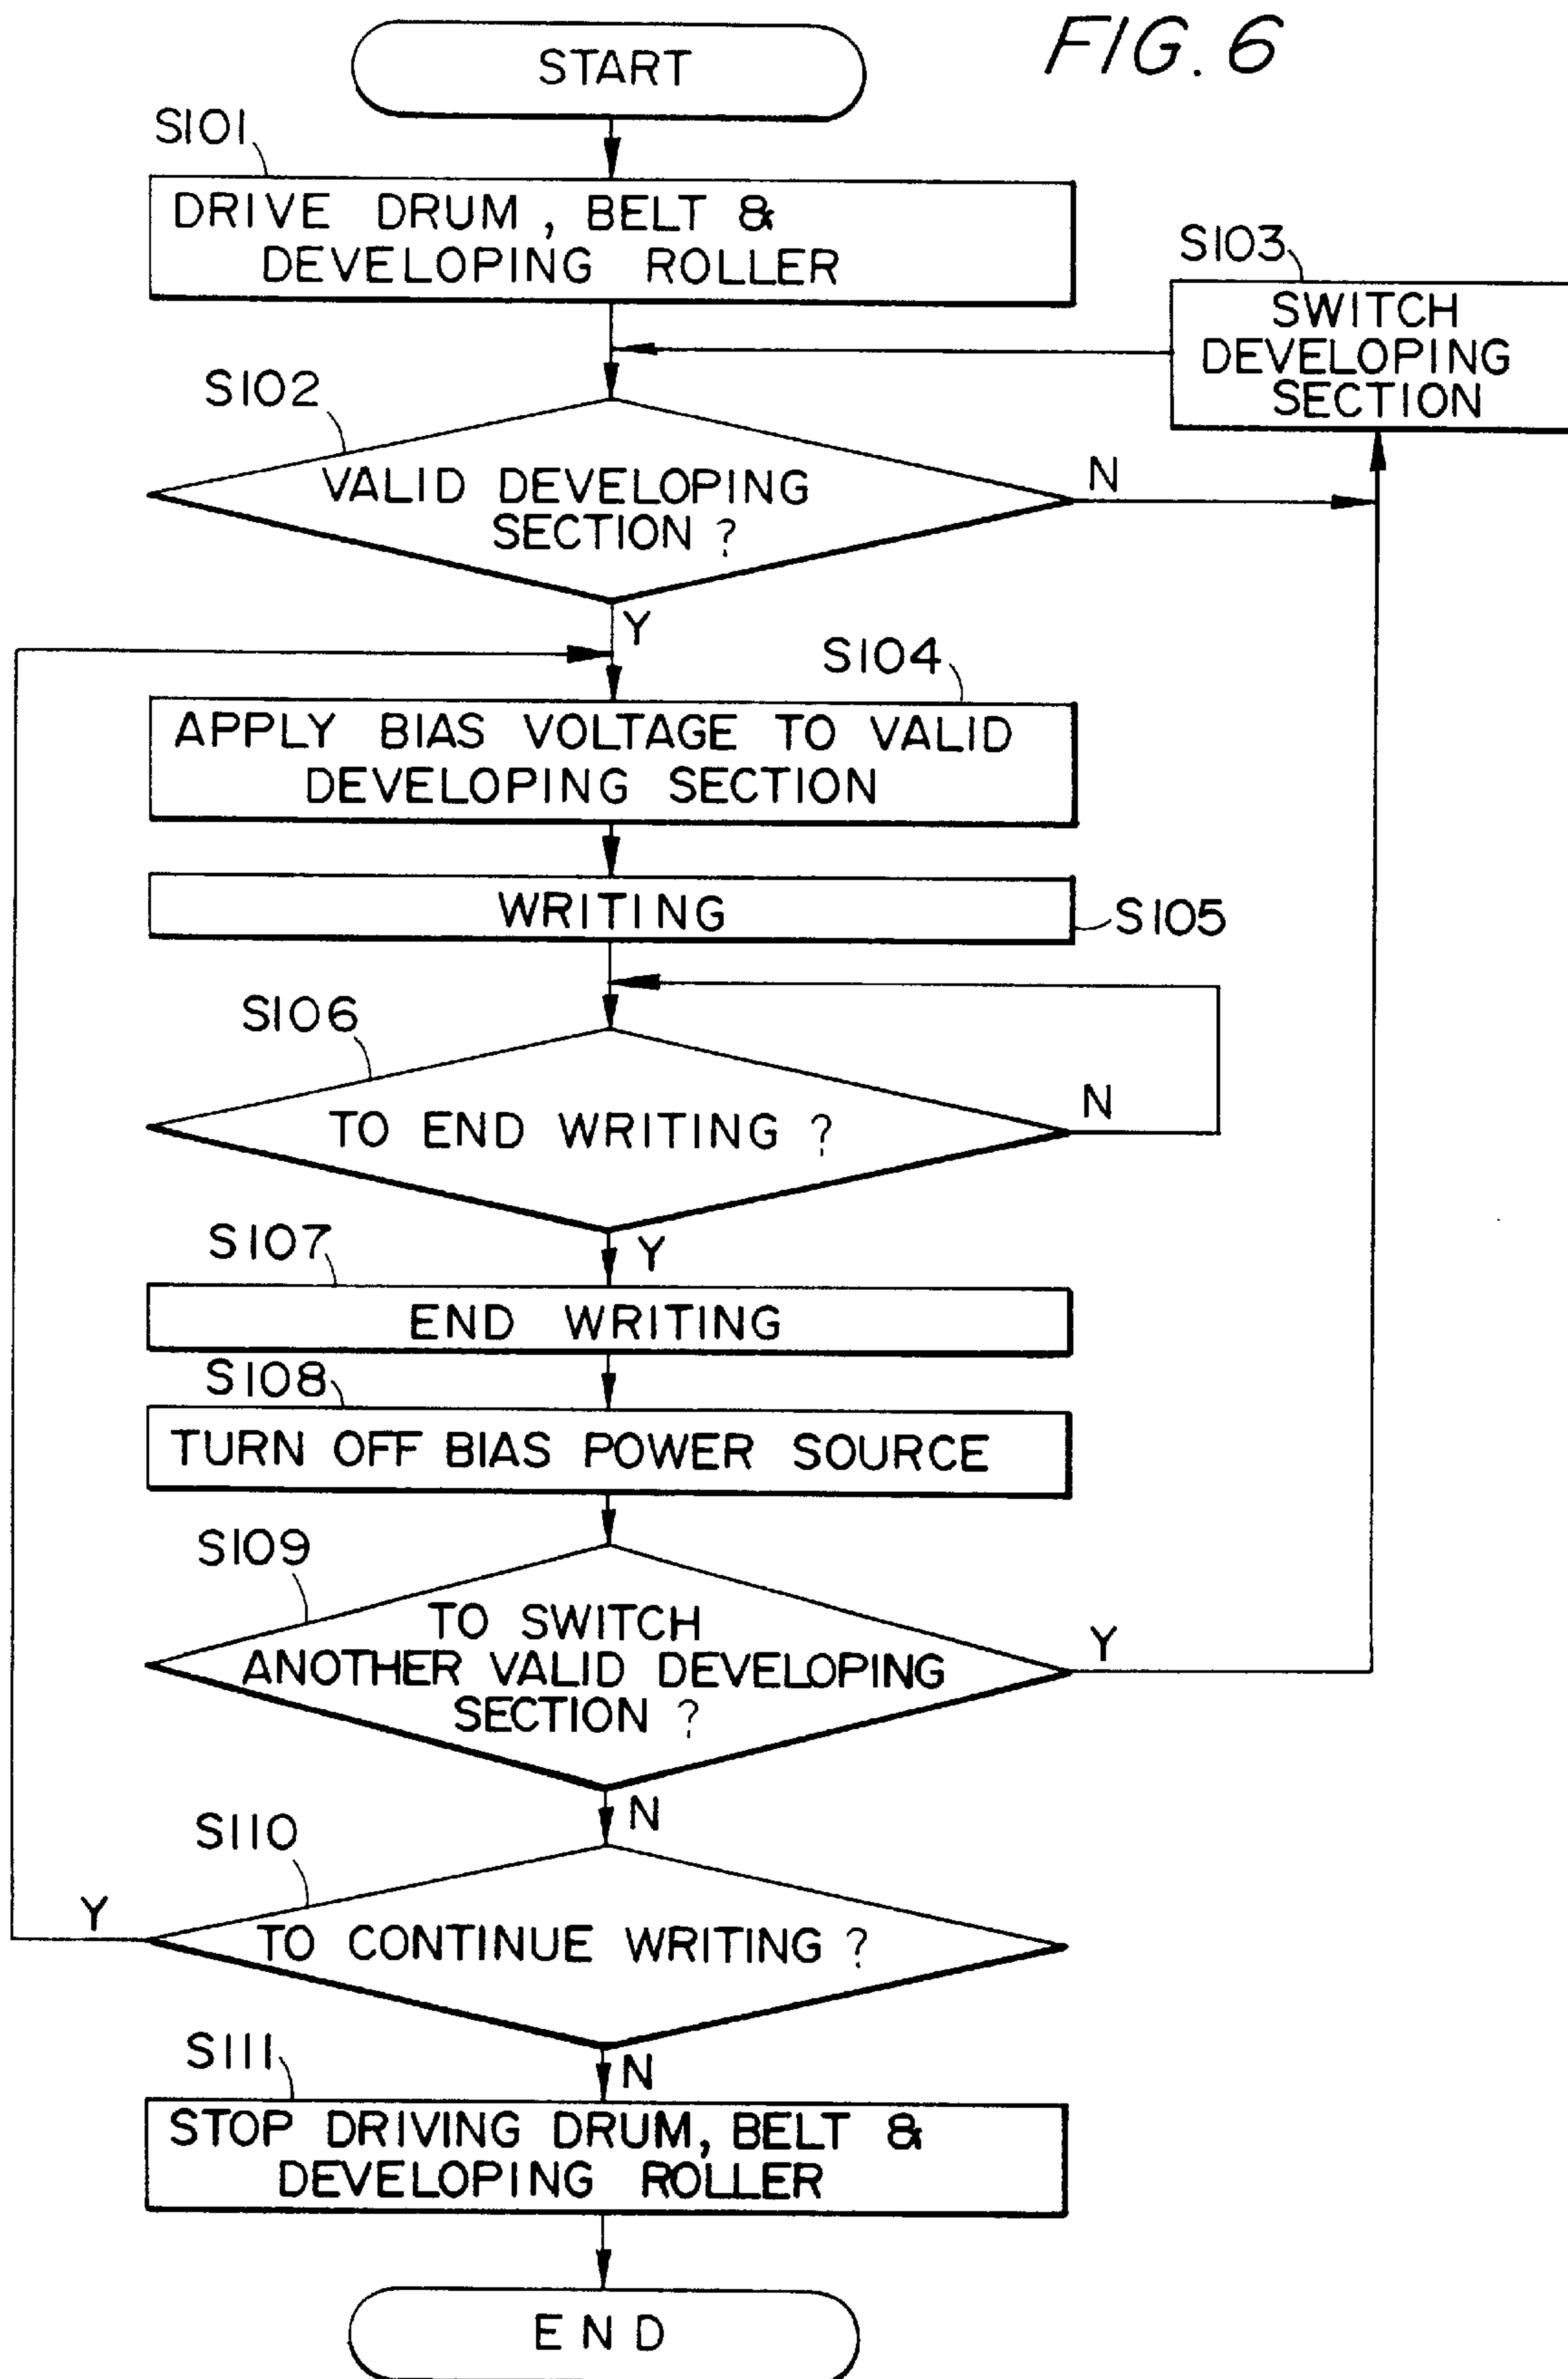 FIG. 6
START
S101
DRIVE DRUM, BELT &
DEVELOPING ROLLER
S103
SWITCH
DEVELOPING
SECTION
S102
VALID DEVELOPING
SECTION ?
N
Y
S104
APPLY BIAS VOLTAGE TO VALID
DEVELOPING SECTION
WRITING
S105
S106
TO END WRITING ?
N
Y
S107
END WRITING
S108
TURN OFF BIAS POWER SOURCE
S109
TO SWITCH
ANOTHER VALID DEVELOPING
SECTION ?
Y
N
S110
Y
TO CONTINUE WRITING ?
N
S111
STOP DRIVING DRUM, BELT &
DEVELOPING ROLLER
END